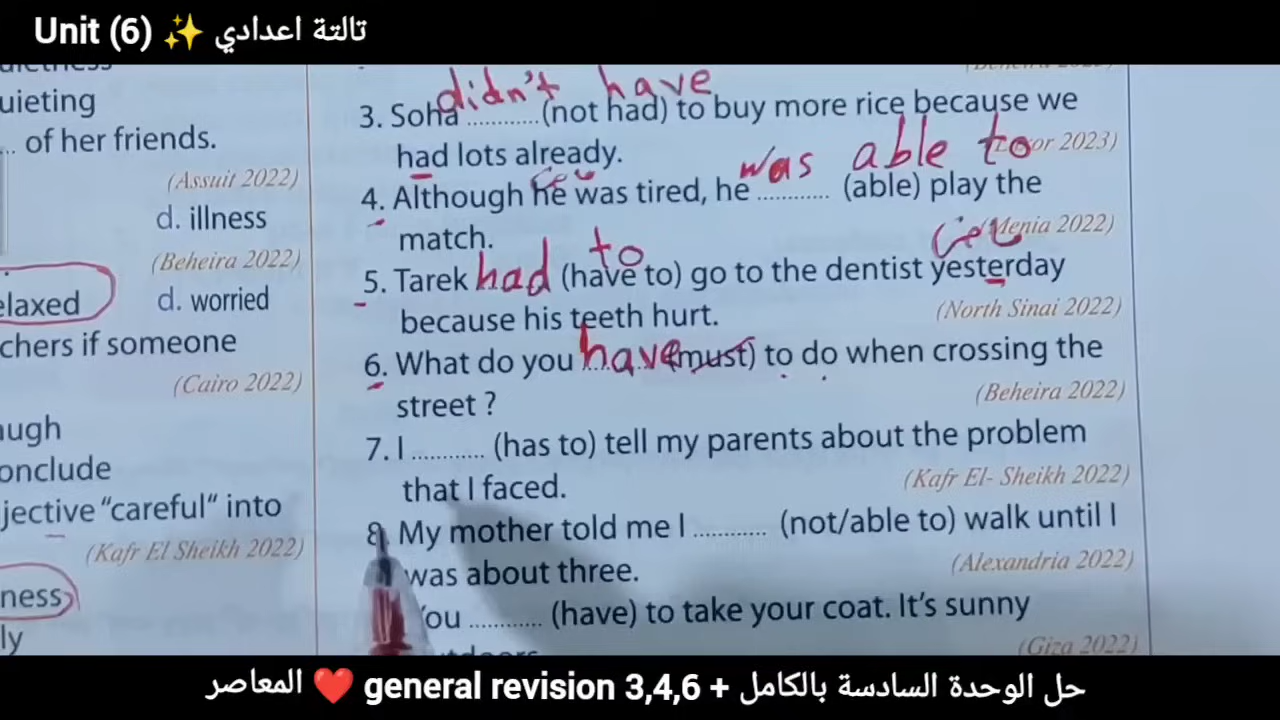 Unit (6) ✨ تالتة اعدادي
uieting
... of her friends.
(Assuit 2022)
d. illness
(Beheira 2022)
elaxed d. worried
chers if someone
(Cairo 2022)
augh
onclude
jective "careful" into
(Kafr El Sheikh 2022)
ness
ly
didn't have
3. Soha ........... (not had) to buy more rice because we
had lots already.
2023)
was able to
4. Although he was tired, he ........... (able) play the
match.
(Menia 2022)
had to
5. Tarek (have to) go to the dentist yesterday
because his teeth hurt.
(North Sinai 2022)
have
6. What do you ........... (must) to do when crossing the
street ?
(Beheira 2022)
7. I ........... (has to) tell my parents about the problem
that I faced.
(Kafr El- Sheikh 2022)
8. My mother told me I ........... (not/able to) walk until I
was about three.
(Alexandria 2022)
You ........... (have) to take your coat. It's sunny
(Giza 2022)
حل الوحدة السادسة بالكامل + general revision 3,4,6 ❤️ المعاصر